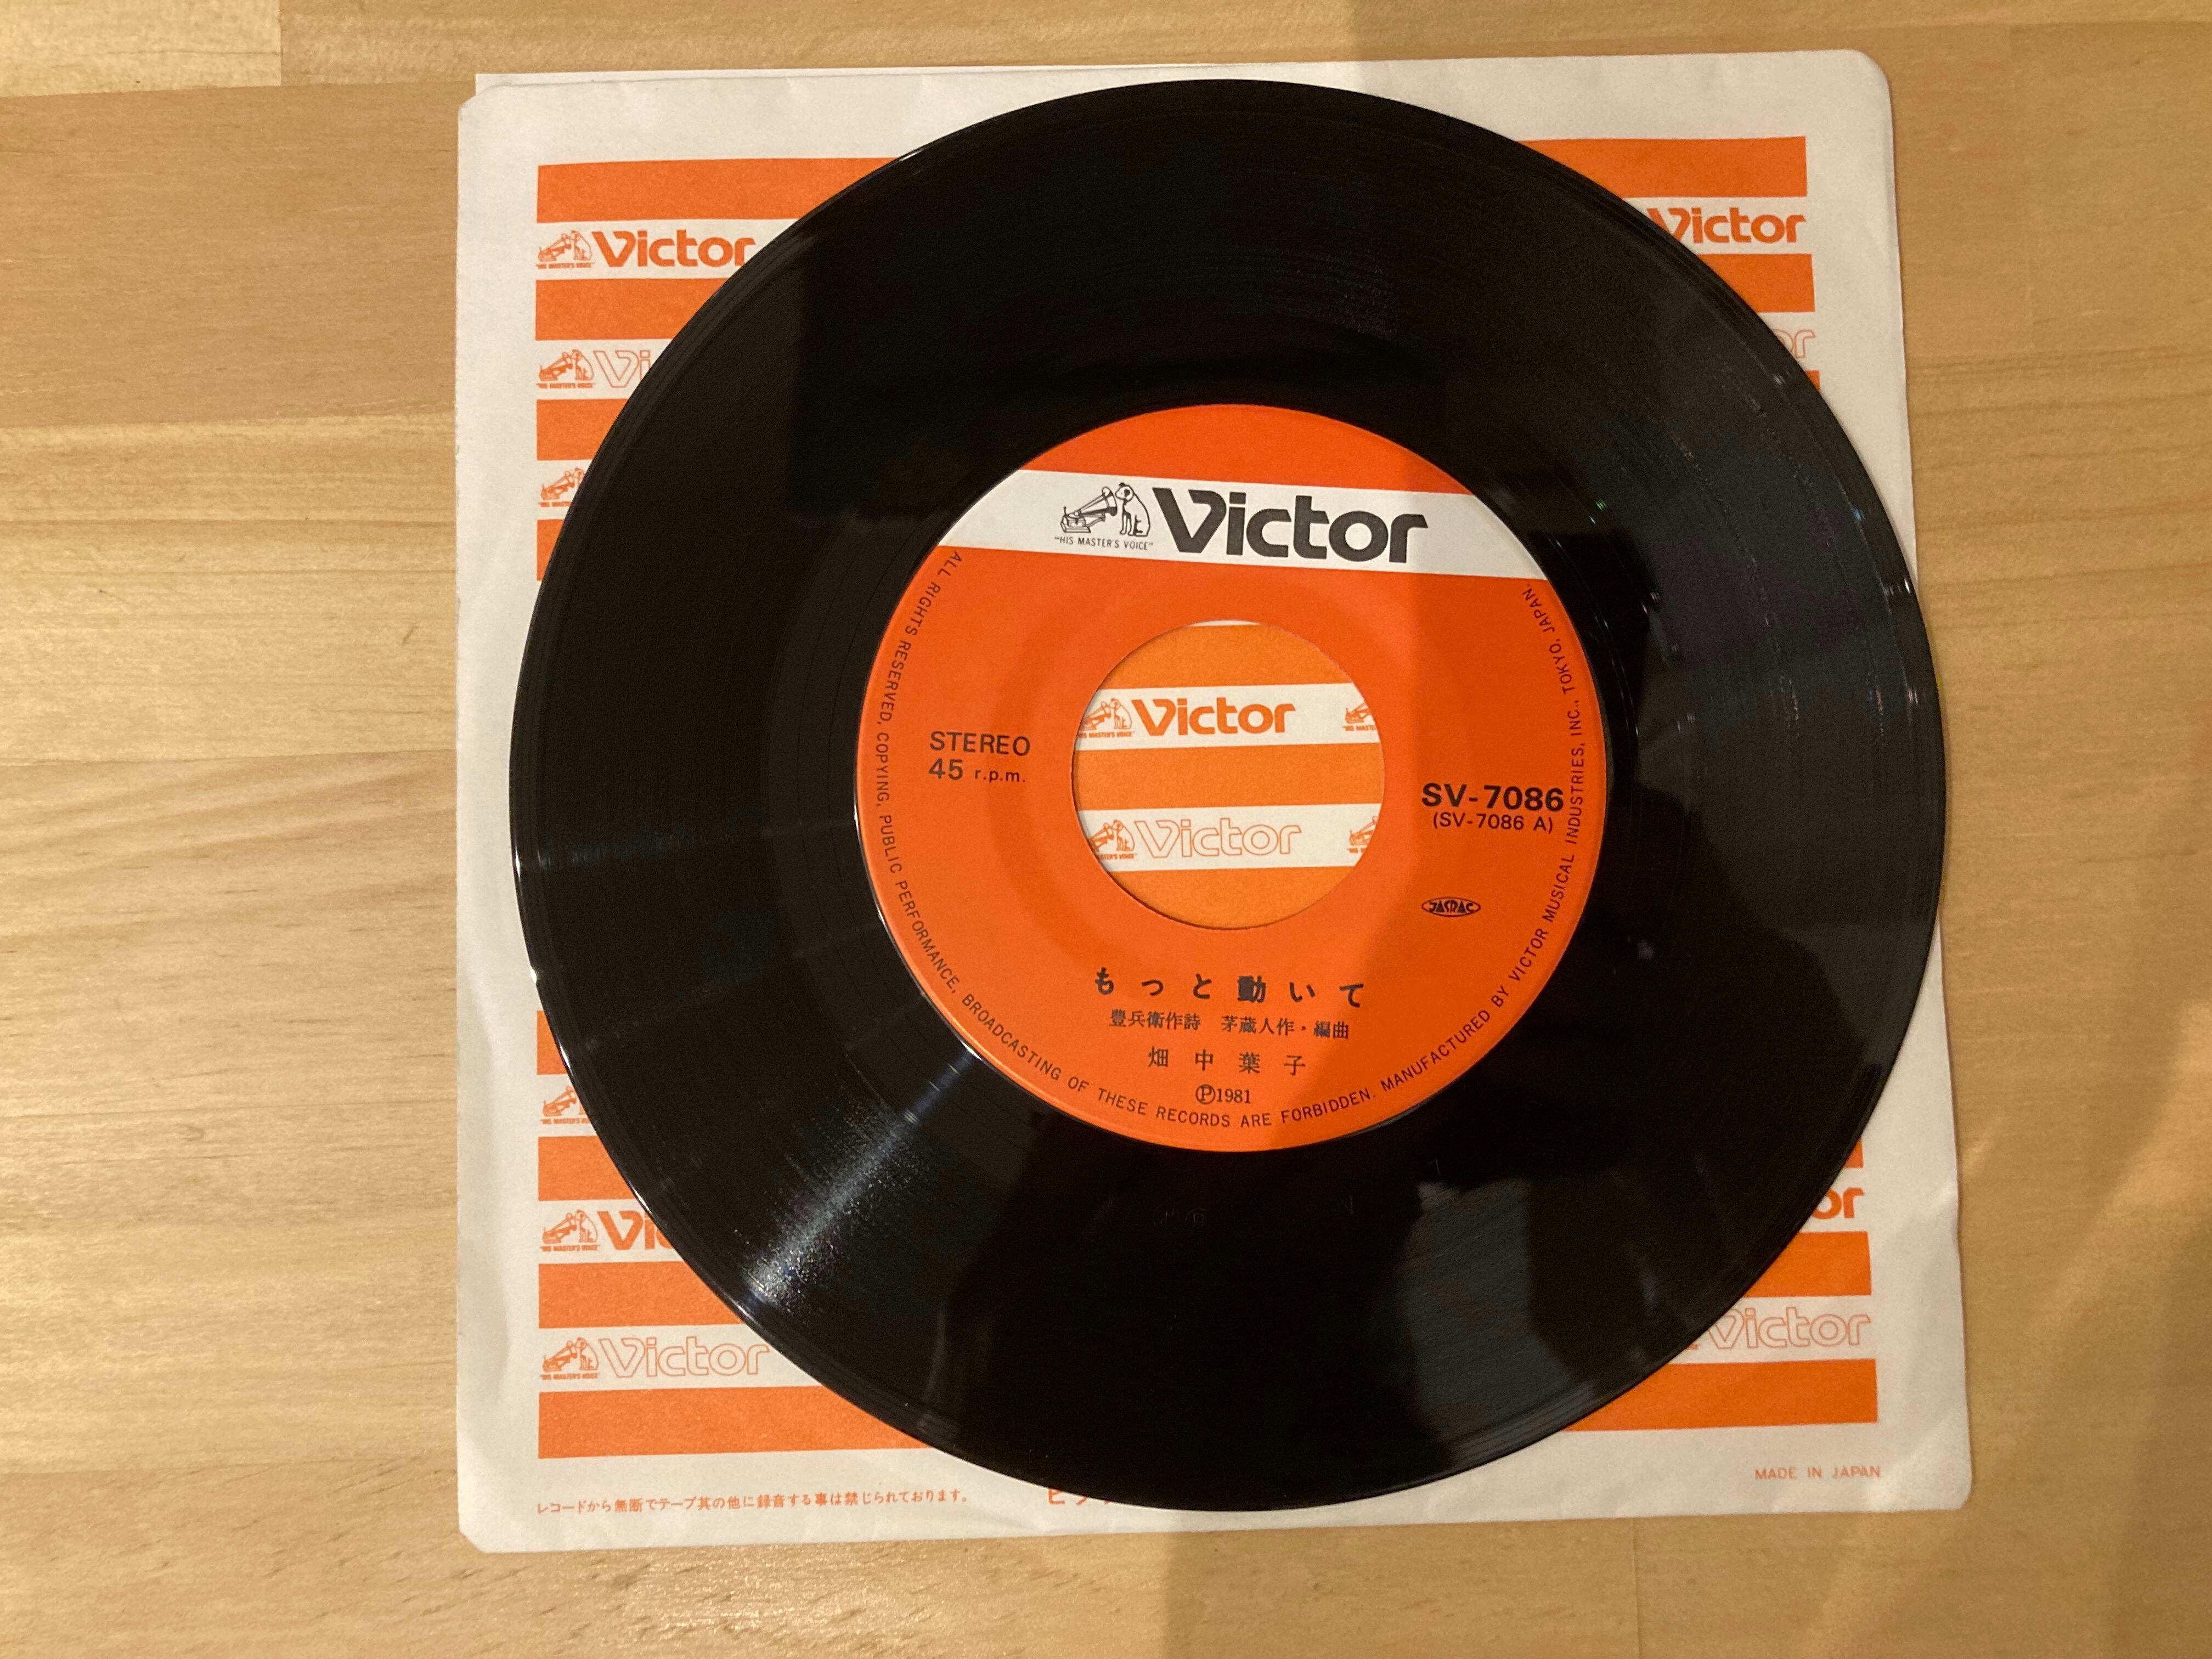 Victor
"HIS MASTER'S VOICE"
Victor
"HIS MASTER'S VOICE"
Victor
ALL RIGHTS RESERVED, COPYING, PUBLIC PERFORMANCE, BROADCASTING OF THESE RECORDS ARE FORBIDDEN. MANUFACTURED BY VICTOR MUSICAL INDUSTRIES, INC., TOKYO, JAPAN.
Victor
STEREO
45 r.p.m.
SV-7086
(SV-7086 A)
JASRAC
Victor
もっと動いて
豊兵衛作詩 茅蔵人作・編曲
畑中葉子
Ⓟ1981
Victor
Victor
MADE IN JAPAN
レコードから無断でテープ其の他に録音する事は禁じられております。